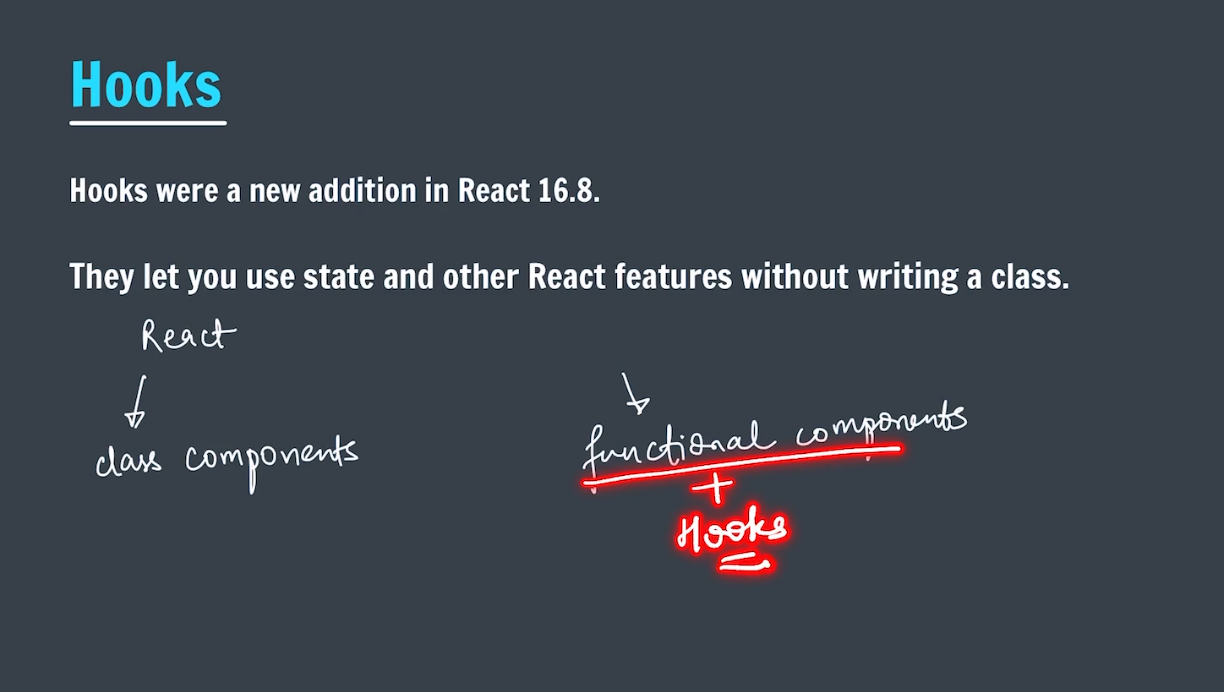 Hooks
Hooks were a new addition in React 16.8.
They let you use state and other React features without writing a class.
React
class components
functional components
+
Hooks